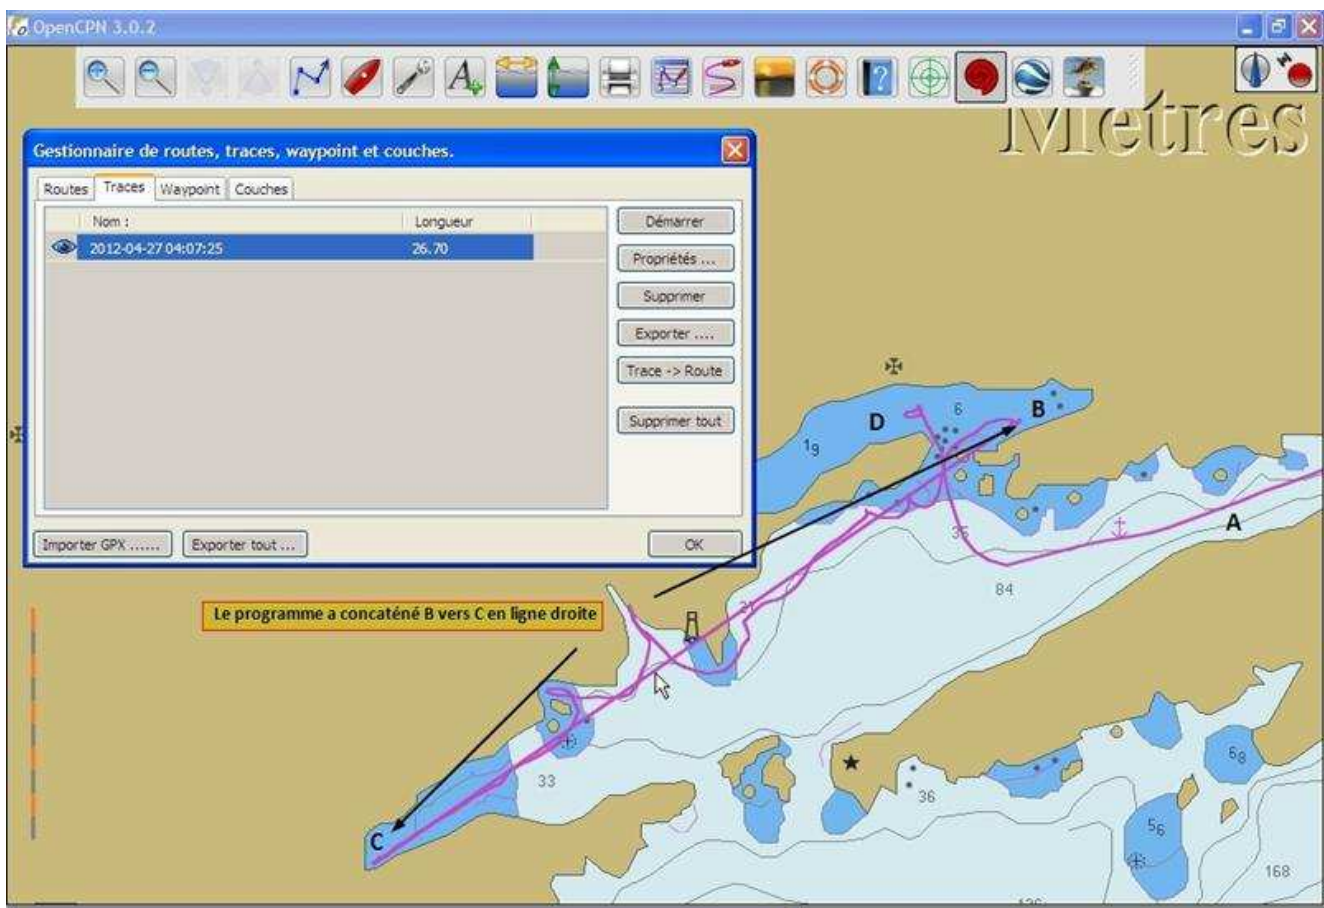 OpenCPN 3.0.2
Metres
Gestionnaire de routes, traces, waypoint et couches.
Routes Traces Waypoint Couches
Nom : Longueur
2012-04-27 04:07:25 26.70
Démarrer
Propriétés ...
Supprimer
Exporter ....
Trace -> Route
Supprimer tout
Importer GPX ...... Exporter tout ... OK
D 6 B
19
35
A
84
21
Le programme a concaténé B vers C en ligne droite
33
36
68
56
C
168